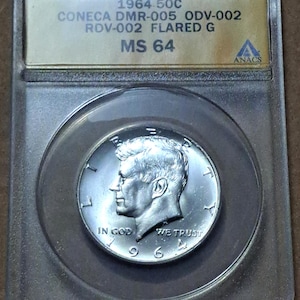 1964 50C
CONECA DMR-005 ODV-002
RDV-002 FLARED G
MS 64
ANACS
LIBERTY
IN GOD WE TRUST
1964